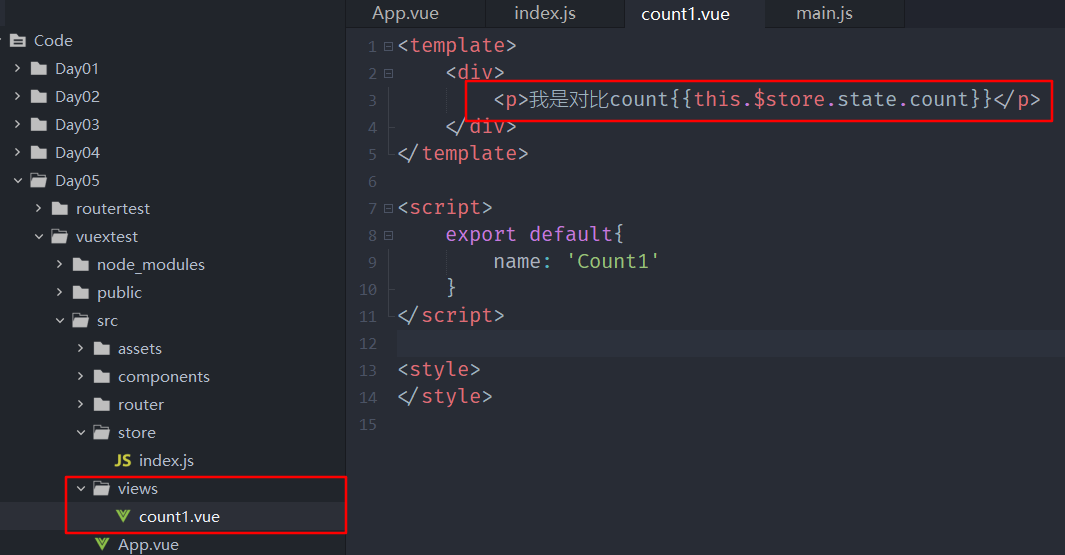 App.vue index.js count1.vue main.js
Code
Day01
Day02
Day03
Day04
Day05
routertest
vuextest
node_modules
public
src
assets
components
router
store
JS index.js
views
count1.vue
App.vue
1 <template>
2 <div>
3 <p>我是对比count{{this.$store.state.count}}</p>
4 </div>
5 </template>
6
7 <script>
8 export default{
9 name: 'Count1'
10 }
11 </script>
12
13 <style>
14 </style>
15